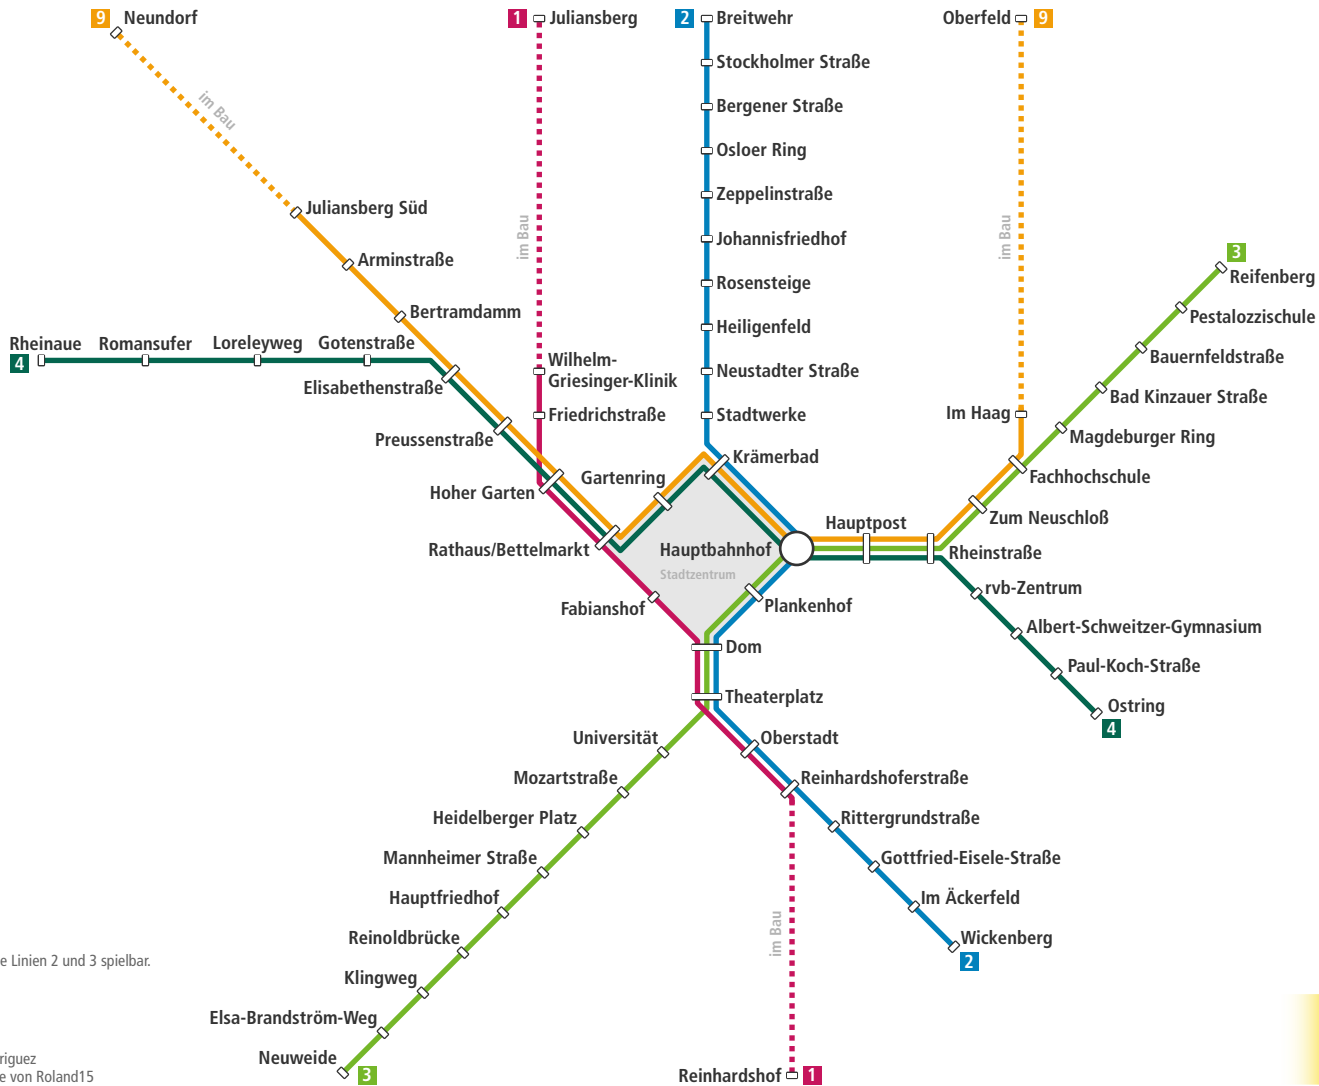 9 Neundorf
1 Juliansberg
2 Breitwehr
Oberfeld 9
Stockholmer Straße
im Bau
Bergener Straße
Osloer Ring
Zeppelinstraße
Juliansberg Süd
im Bau
im Bau
Johannisfriedhof
3
Arminstraße
Reifenberg
Rosensteige
Bertramdamm
Pestalozzischule
Heiligenfeld
Rheinaue
Romansufer
Loreleyweg
Gotenstraße
4
Wilhelm-
Griesinger-Klinik
Bauernfeldstraße
Neustadter Straße
Elisabethenstraße
Bad Kinzauer Straße
Friedrichstraße
Stadtwerke
Im Haag
Preussenstraße
Magdeburger Ring
Krämerbad
Gartenring
Fachhochschule
Hoher Garten
Zum Neuschloß
Hauptpost
Rathaus/Bettelmarkt
Hauptbahnhof
Rheinstraße
Stadtzentrum
rvb-Zentrum
Fabianshof
Plankenhof
Albert-Schweitzer-Gymnasium
Dom
Paul-Koch-Straße
Theaterplatz
Ostring
4
Universität
Oberstadt
Mozartstraße
Reinhardshoferstraße
Heidelberger Platz
Rittergrundstraße
Mannheimer Straße
Gottfried-Eisele-Straße
Hauptfriedhof
Im Äckerfeld
Reinoldbrücke
im Bau
Wickenberg
2
e Linien 2 und 3 spielbar.
Klingweg
Elsa-Brandström-Weg
Neuweide
3
riguez
e von Roland15
Reinhardshof 1